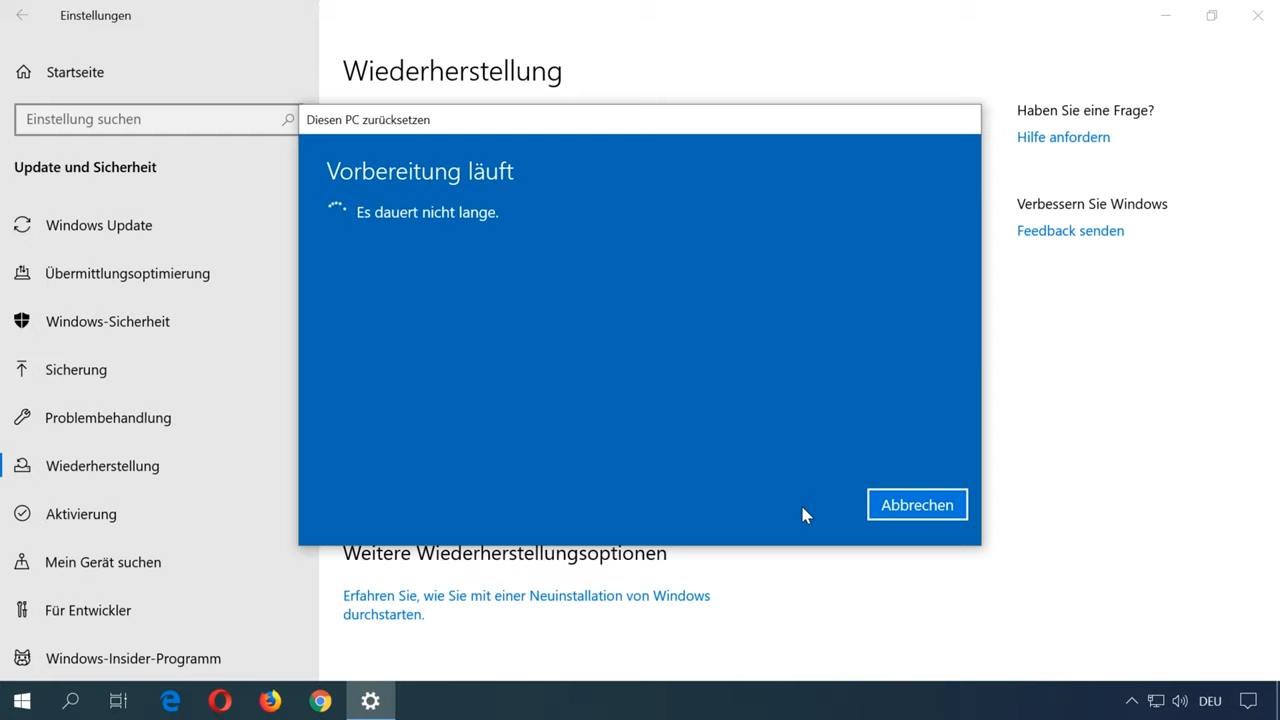 Einstellungen
Startseite
Einstellung suchen
Update und Sicherheit
Windows Update
Übermittlungsoptimierung
Windows-Sicherheit
Sicherung
Problembehandlung
Wiederherstellung
Aktivierung
Mein Gerät suchen
Für Entwickler
Windows-Insider-Programm
Wiederherstellung
Diesen PC zurücksetzen
Vorbereitung läuft
Es dauert nicht lange.
Abbrechen
Weitere Wiederherstellungsoptionen
Erfahren Sie, wie Sie mit einer Neuinstallation von Windows
durchstarten.
Haben Sie eine Frage?
Hilfe anfordern
Verbessern Sie Windows
Feedback senden
DEU